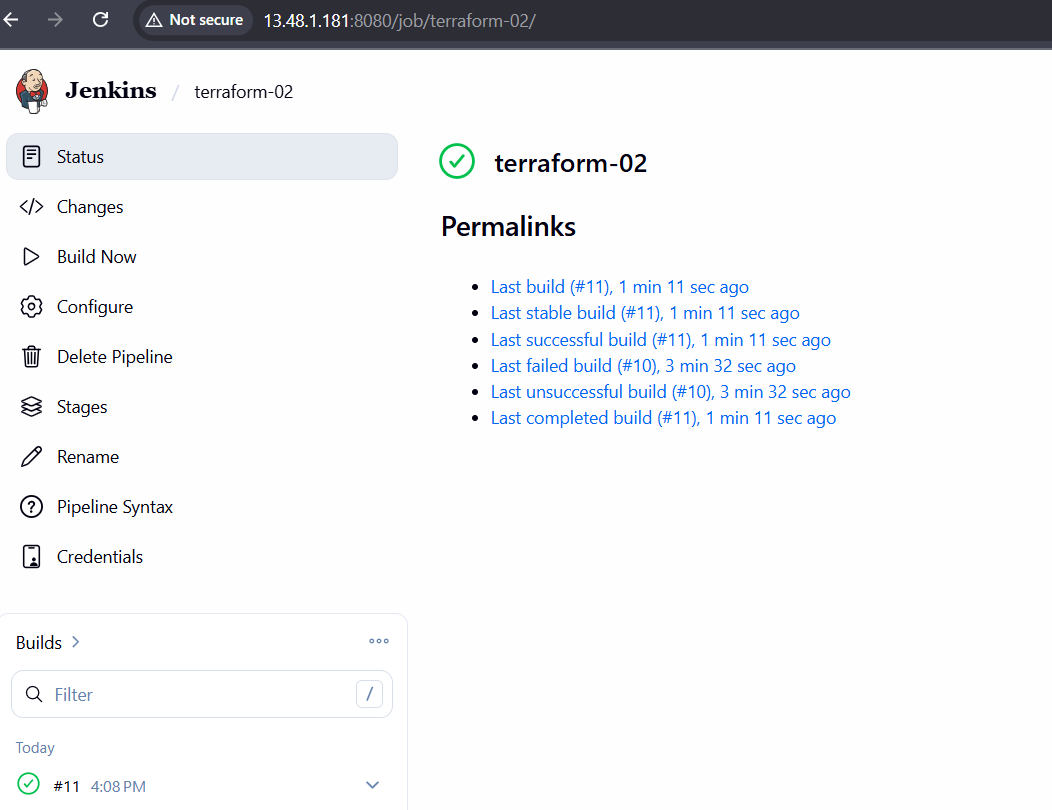 Not secure 13.48.1.181:8080/job/terraform-02/
Jenkins / terraform-02
Status
Changes
Build Now
Configure
Delete Pipeline
Stages
Rename
Pipeline Syntax
Credentials
terraform-02
Permalinks
Last build (#11), 1 min 11 sec ago
Last stable build (#11), 1 min 11 sec ago
Last successful build (#11), 1 min 11 sec ago
Last failed build (#10), 3 min 32 sec ago
Last unsuccessful build (#10), 3 min 32 sec ago
Last completed build (#11), 1 min 11 sec ago
Builds
Filter /
Today
#11 4:08 PM